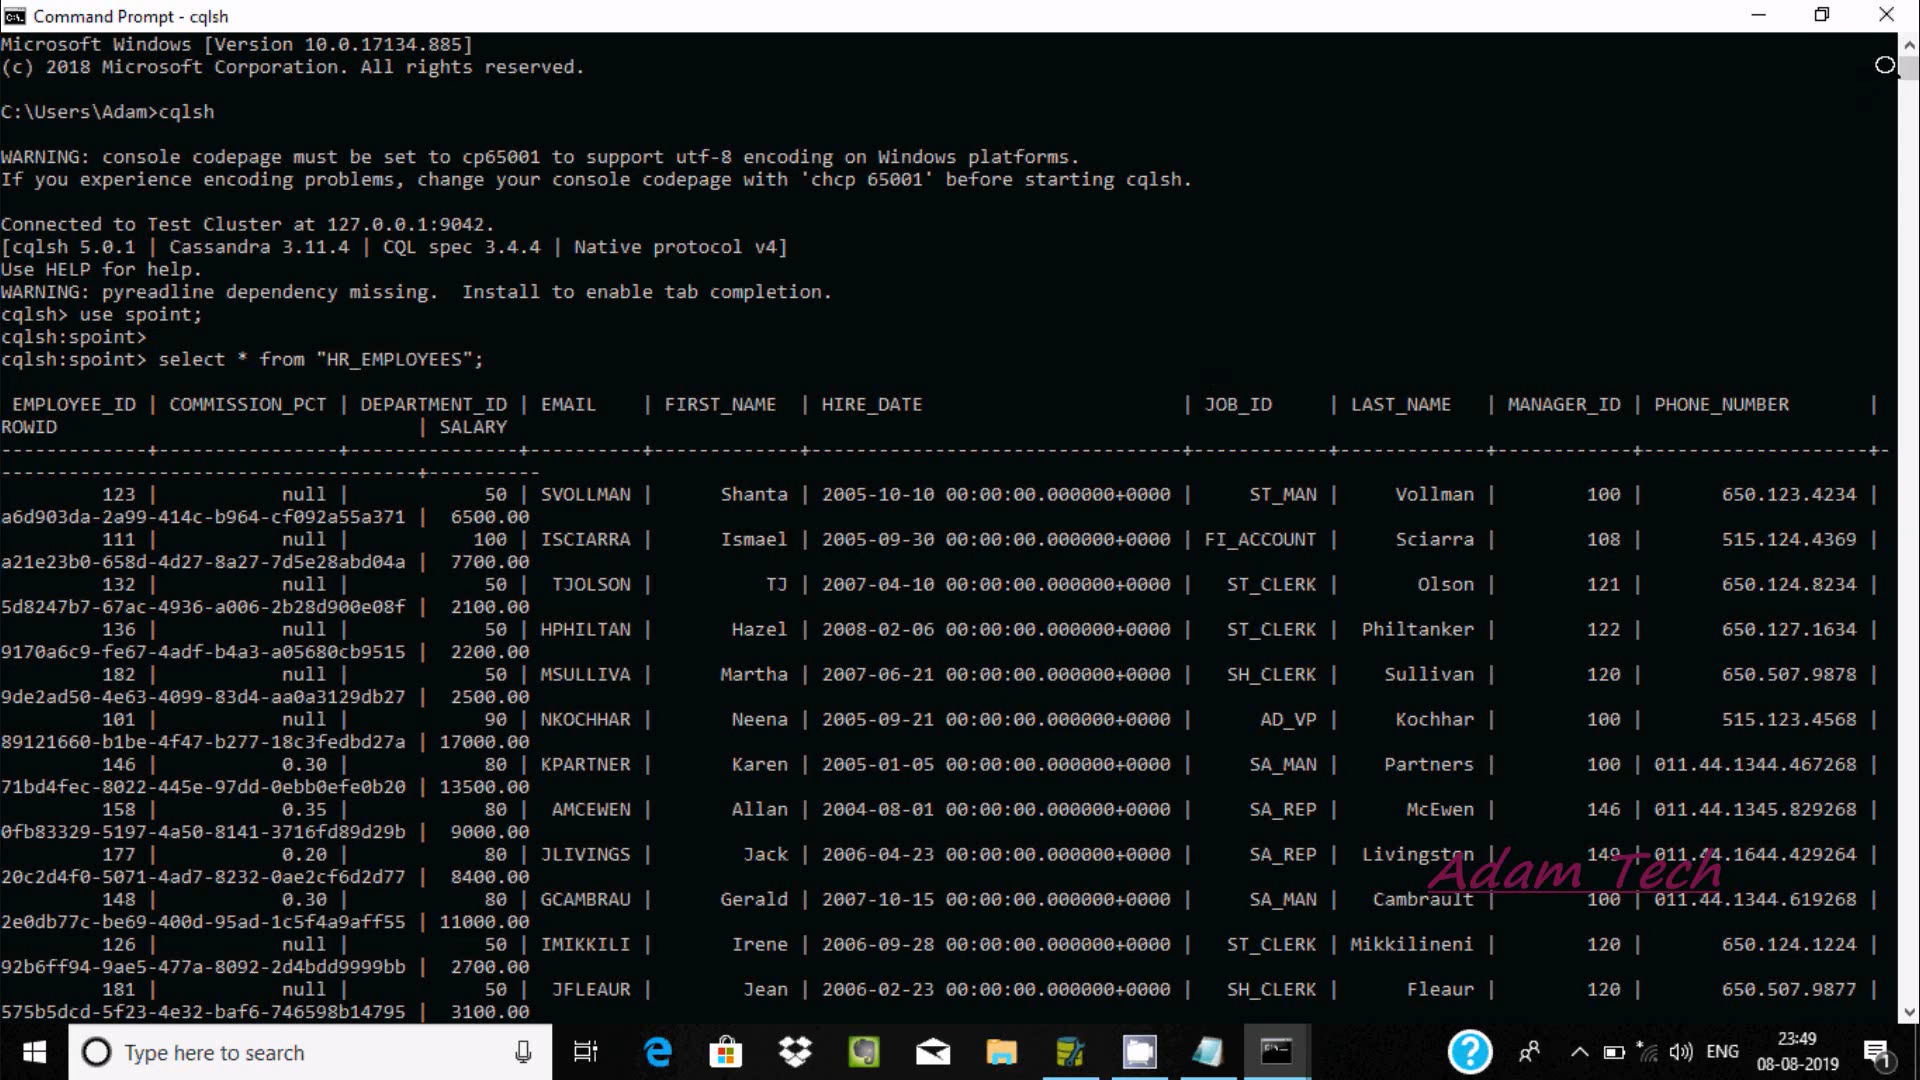 Command Prompt - cqlsh
Microsoft Windows [Version 10.0.17134.885]
(c) 2018 Microsoft Corporation. All rights reserved.
C:\Users\Adam>cqlsh
WARNING: console codepage must be set to cp65001 to support utf-8 encoding on Windows platforms.
If you experience encoding problems, change your console codepage with 'chcp 65001' before starting cqlsh.
Connected to Test Cluster at 127.0.0.1:9042.
[cqlsh 5.0.1 | Cassandra 3.11.4 | CQL spec 3.4.4 | Native protocol v4]
Use HELP for help.
WARNING: pyreadline dependency missing.  Install to enable tab completion.
cqlsh> use spoint;
cqlsh:spoint>
cqlsh:spoint> select * from "HR_EMPLOYEES";
EMPLOYEE_ID | COMMISSION_PCT | DEPARTMENT_ID | EMAIL | FIRST_NAME | HIRE_DATE | JOB_ID | LAST_NAME | MANAGER_ID | PHONE_NUMBER |
ROWID | SALARY
-------------+----------------+---------------+----------+------------+---------------------------------+------------+-------------+------------+--------------------+-
-------------------------------------+----------
123 | null | 50 | SVOLLMAN | Shanta | 2005-10-10 00:00:00.000000+0000 | ST_MAN | Vollman | 100 | 650.123.4234 |
a6d903da-2a99-414c-b964-cf092a55a371 | 6500.00
111 | null | 100 | ISCIARRA | Ismael | 2005-09-30 00:00:00.000000+0000 | FI_ACCOUNT | Sciarra | 108 | 515.124.4369 |
a21e23b0-658d-4d27-8a27-7d5e28abd04a | 7700.00
132 | null | 50 | TJOLSON | TJ | 2007-04-10 00:00:00.000000+0000 | ST_CLERK | Olson | 121 | 650.124.8234 |
5d8247b7-67ac-4936-a006-2b28d900e08f | 2100.00
136 | null | 50 | HPHILTAN | Hazel | 2008-02-06 00:00:00.000000+0000 | ST_CLERK | Philtanker | 122 | 650.127.1634 |
9170a6c9-fe67-4adf-b4a3-a05680cb9515 | 2200.00
182 | null | 50 | MSULLIVA | Martha | 2007-06-21 00:00:00.000000+0000 | SH_CLERK | Sullivan | 120 | 650.507.9878 |
9de2ad50-4e63-4099-83d4-aa0a3129db27 | 2500.00
101 | null | 90 | NKOCHHAR | Neena | 2005-09-21 00:00:00.000000+0000 | AD_VP | Kochhar | 100 | 515.123.4568 |
89121660-b1be-4f47-b277-18c3fedbd27a | 17000.00
146 | 0.30 | 80 | KPARTNER | Karen | 2005-01-05 00:00:00.000000+0000 | SA_MAN | Partners | 100 | 011.44.1344.467268 |
71bd4fec-8022-445e-97dd-0ebb0efe0b20 | 13500.00
158 | 0.35 | 80 | AMCEWEN | Allan | 2004-08-01 00:00:00.000000+0000 | SA_REP | McEwen | 146 | 011.44.1345.829268 |
0fb83329-5197-4a50-8141-3716fd89d29b | 9000.00
177 | 0.20 | 80 | JLIVINGS | Jack | 2006-04-23 00:00:00.000000+0000 | SA_REP | Livingston | 149 | 011.44.1644.429264 |
20c2d4f0-5071-4ad7-8232-0ae2cf6d2d77 | 8400.00
Adam Tech
148 | 0.30 | 80 | GCAMBRAU | Gerald | 2007-10-15 00:00:00.000000+0000 | SA_MAN | Cambrault | 100 | 011.44.1344.619268 |
2e0db77c-be69-400d-95ad-1c5f4a9aff55 | 11000.00
126 | null | 50 | IMIKKILI | Irene | 2006-09-28 00:00:00.000000+0000 | ST_CLERK | Mikkilineni | 120 | 650.124.1224 |
92b6ff94-9ae5-477a-8092-2d4bdd9999bb | 2700.00
181 | null | 50 | JFLEAUR | Jean | 2006-02-23 00:00:00.000000+0000 | SH_CLERK | Fleaur | 120 | 650.507.9877 |
575b5dcd-5f23-4e32-baf6-746598b14795 | 3100.00
Type here to search
ENG
23:49
08-08-2019
1